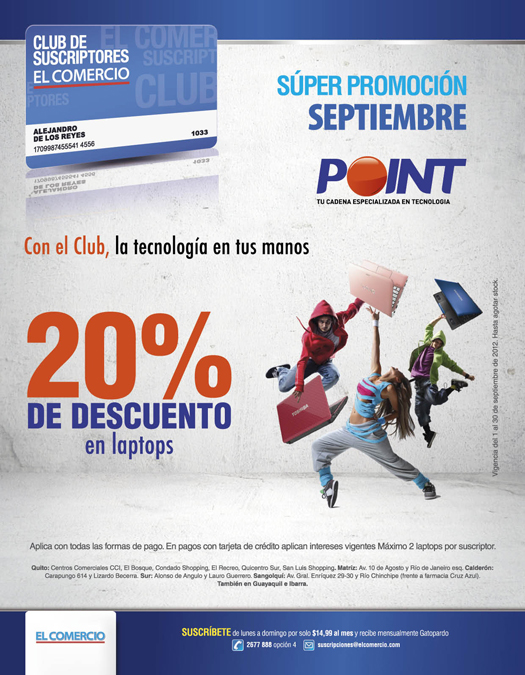 CLUB DE
SUSCRIPTORES
EL COMERCIO
EL COMER
SUSCRIPT
CLUB
PTORES
ALEJANDRO
DE LOS REYES
1033
1709987455541 4556
SÚPER PROMOCIÓN
SEPTIEMBRE
POINT
TU CADENA ESPECIALIZADA EN TECNOLOGIA
Con el Club, la tecnología en tus manos
20%
DE DESCUENTO
en laptops
TOSHIBA
Vigencia del 1 al 30 de septiembre de 2012. Hasta agotar stock.
Aplica con todas las formas de pago. En pagos con tarjeta de crédito aplican intereses vigentes Máximo 2 laptops por suscriptor.
Quito: Centros Comerciales CCI, El Bosque, Condado Shopping, El Recreo, Quicentro Sur, San Luis Shopping. Matriz: Av. 10 de Agosto y Río de Janeiro esq. Calderón:
Carapungo 614 y Lizardo Becerra. Sur: Alonso de Angulo y Lauro Guerrero. Sangolquí: Av. Gral. Enríquez 29-30 y Río Chinchipe (frente a farmacia Cruz Azul).
También en Guayaquil e Ibarra.
EL COMERCIO
SUSCRÍBETE de lunes a domingo por solo $14,99 al mes y recibe mensualmente Gatopardo
2677 888 opción 4 suscripciones@elcomercio.com